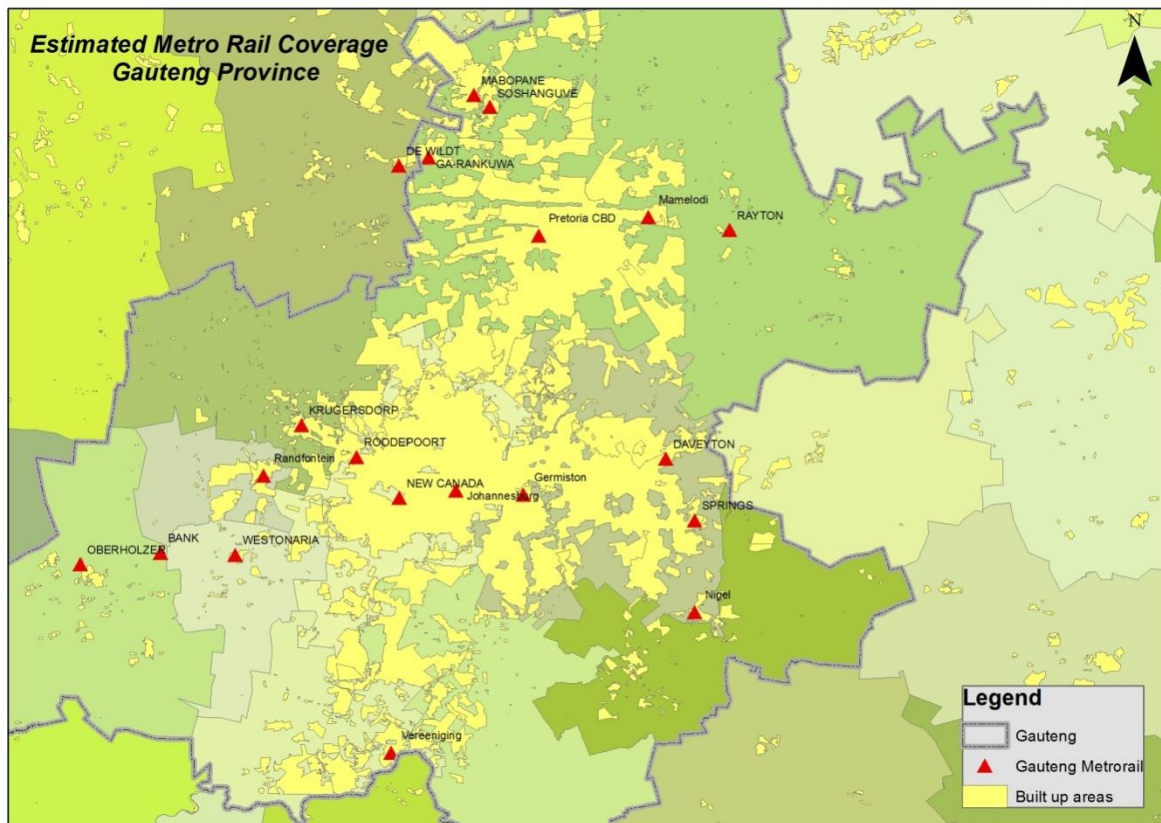 Estimated Metro Rail Coverage
Gauteng Province
N
MABOPANE
SOSHANGUVE
DE WILDT
GA-RANKUWA
Mamelodi
Pretoria CBD
RAYTON
KRUGERSDORP
ROODEPOORT
DAVEYTON
Randfontein
Germiston
NEW CANADA
Johannesburg
SPRINGS
BANK
WESTONARIA
OBERHOLZER
Nigel
Vereeniging
Legend
Gauteng
Gauteng Metrorail
Built up areas